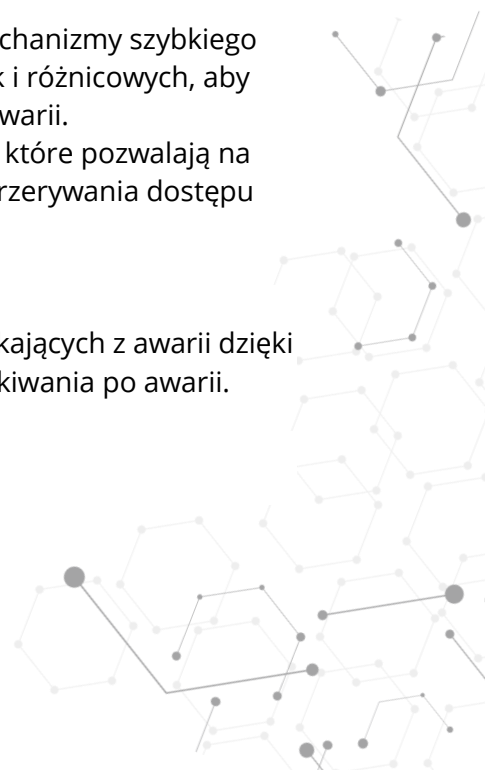 chanizmy szybkiego
k i różnicowych, aby
warii.
które pozwalają na
rzerywania dostępu
kających z awarii dzięki
kiwania po awarii.